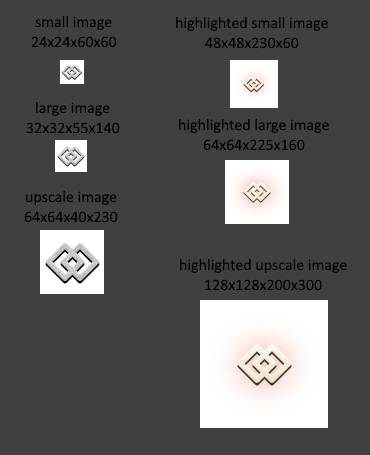 small image
24x24x60x60
highlighted small image
48x48x230x60
large image
32x32x55x140
highlighted large image
64x64x225x160
upscale image
64x64x40x230
highlighted upscale image
128x128x200x300